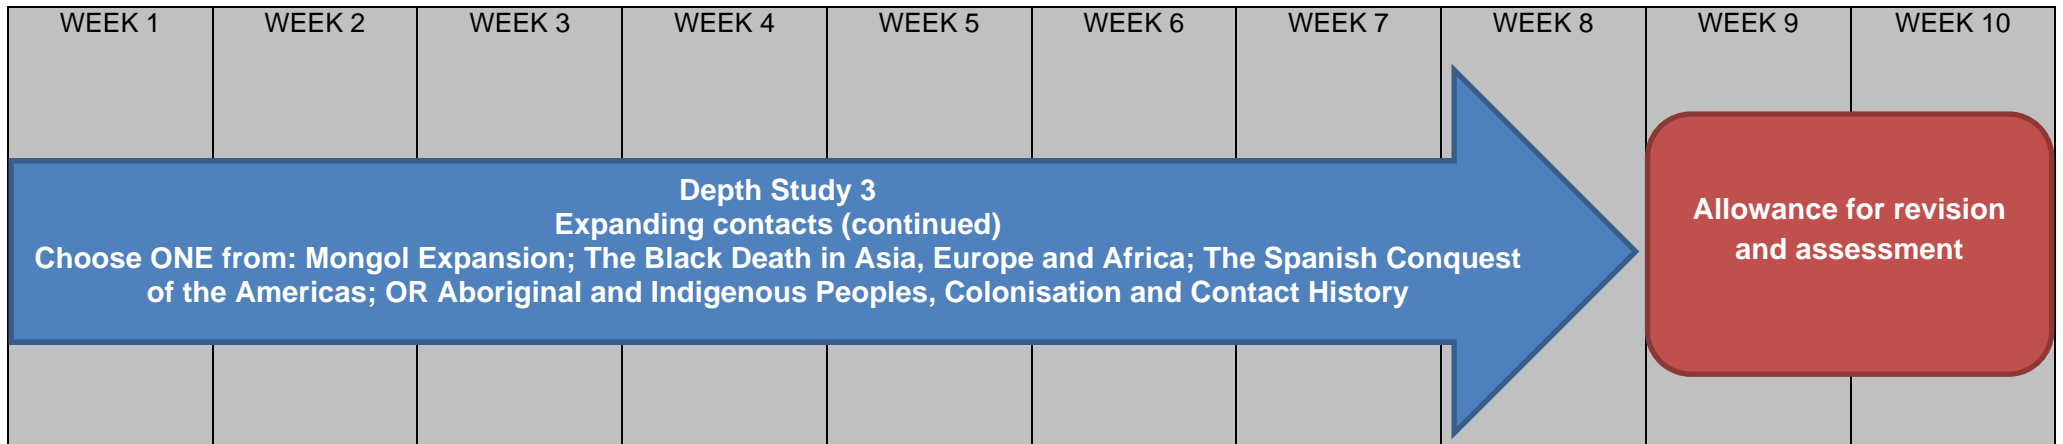 WEEK 1 WEEK 2 WEEK 3 WEEK 4 WEEK 5 WEEK 6 WEEK 7 WEEK 8 WEEK 9 WEEK 10
Depth Study 3
Expanding contacts (continued)
Choose ONE from: Mongol Expansion; The Black Death in Asia, Europe and Africa; The Spanish Conquest
of the Americas; OR Aboriginal and Indigenous Peoples, Colonisation and Contact History
Allowance for revision
and assessment